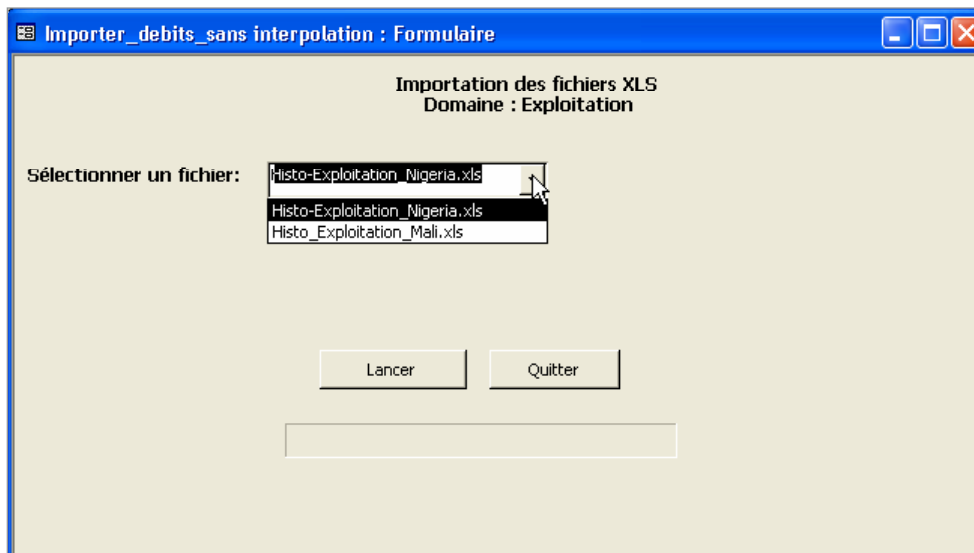 Importer_debits_sans interpolation : Formulaire
Importation des fichiers XLS
Domaine : Exploitation
Sélectionner un fichier: Histo-Exploitation_Nigeria.xls
Histo-Exploitation_Nigeria.xls
Histo_Exploitation_Mali.xls
Lancer Quitter